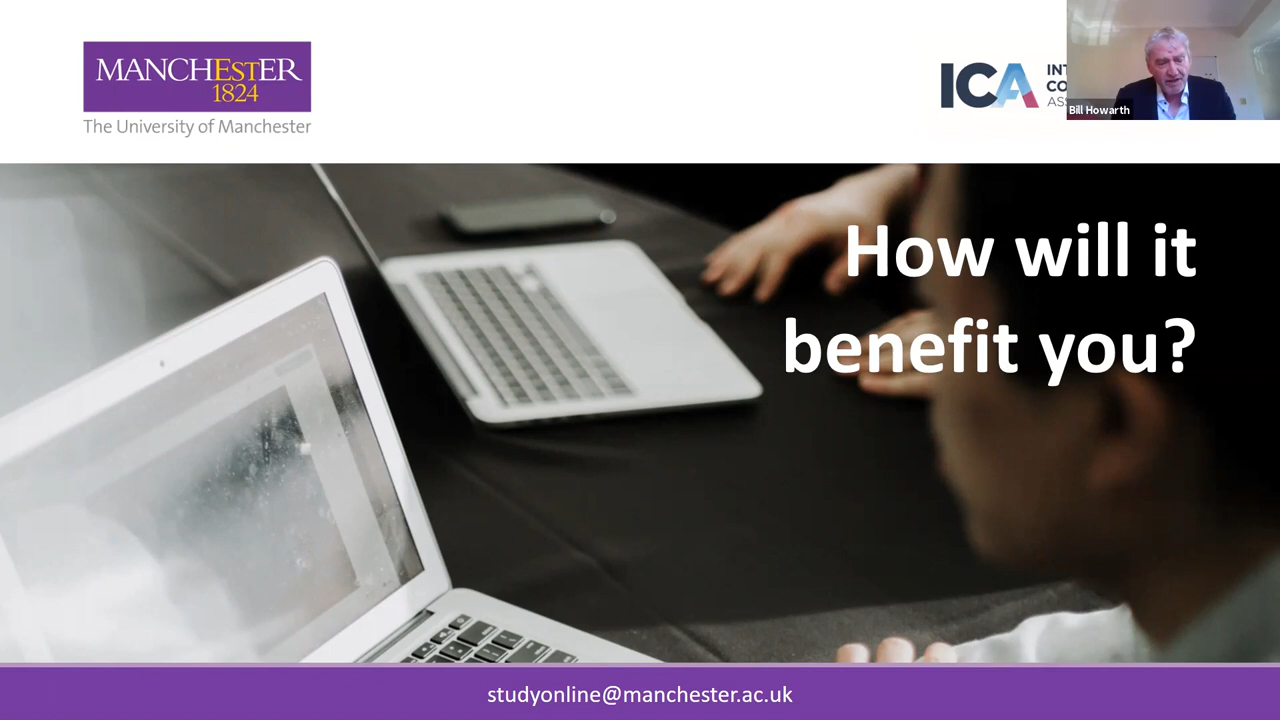 MANCHESTER
1824
The University of Manchester
ICA
Bill Howarth
How will it
benefit you?
studyonline@manchester.ac.uk